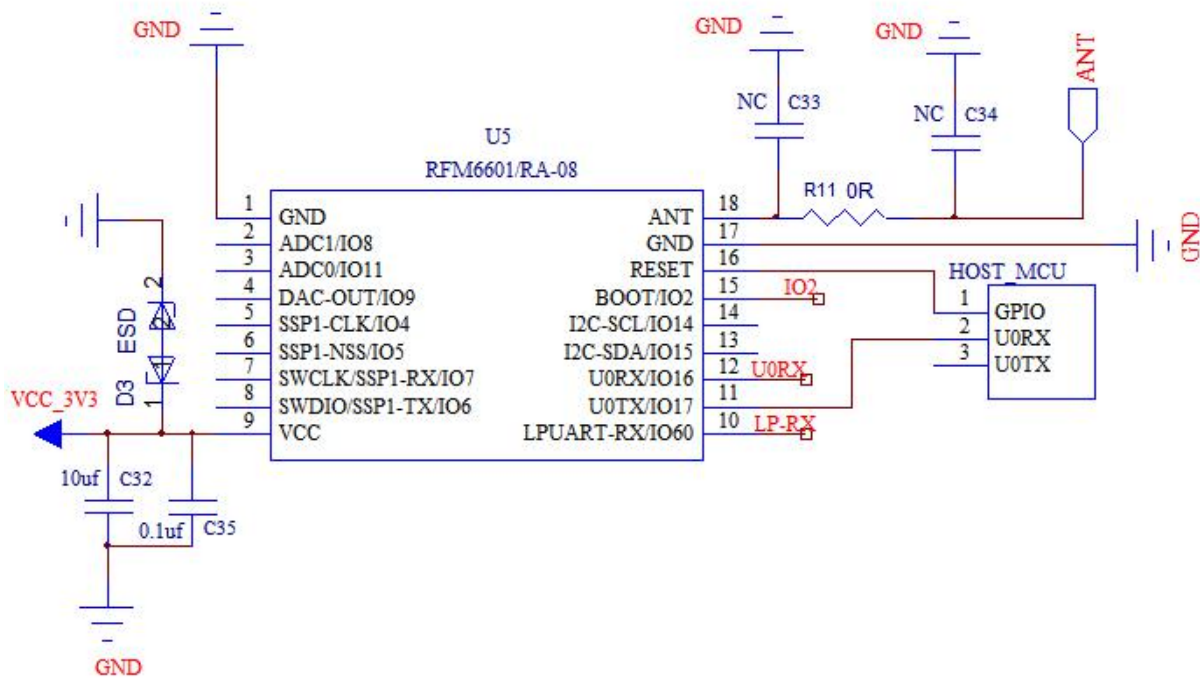 GND
GND
GND
ANT
NC C33
NC C34
U5
RFM6601/RA-08
R11 0R
1 GND
2 ADC1/IO8
3 ADC0/IO11
4 DAC-OUT/IO9
5 SSP1-CLK/IO4
6 SSP1-NSS/IO5
7 SWCLK/SSP1-RX/IO7
8 SWDIO/SSP1-TX/IO6
9 VCC
ANT 18
GND 17
RESET 16
BOOT/IO2 15
I2C-SCL/IO14 14
I2C-SDA/IO15 13
U0RX/IO16 12
U0TX/IO17 11
LPUART-RX/IO60 10
IO2
U0RX
LP-RX
GND
HOST_MCU
1 GPIO
2 U0RX
3 U0TX
2
2
1
1
D3 ESD
VCC_3V3
10uf C32
0.1uf C35
GND